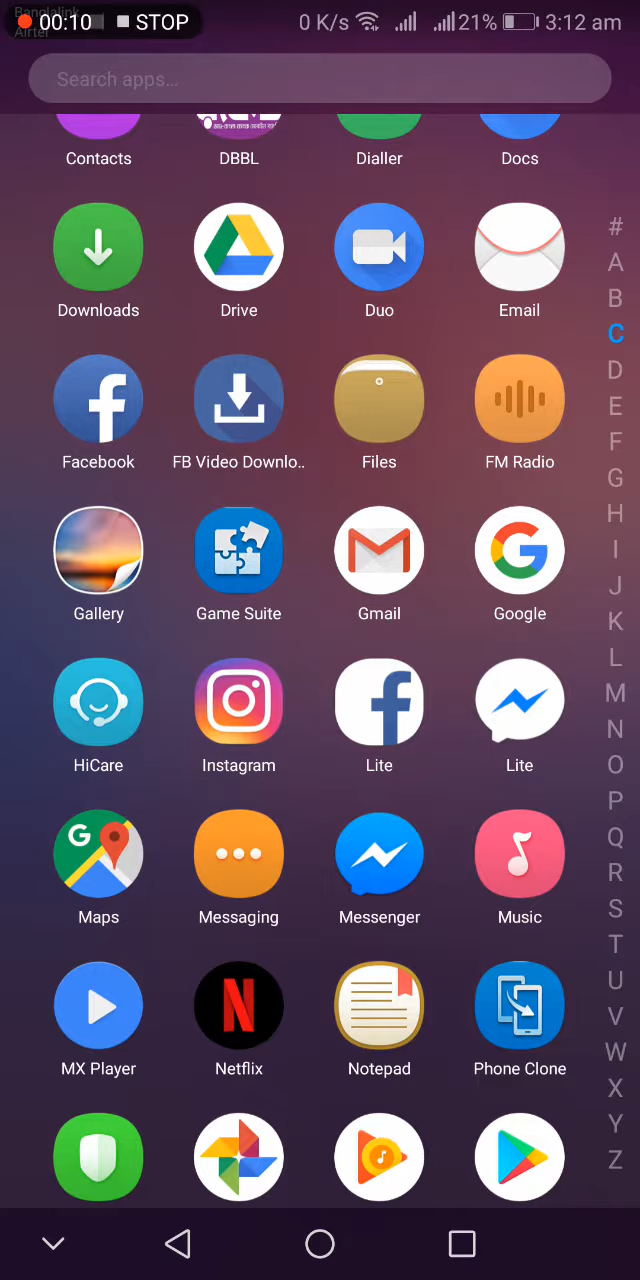 Banglalink
Airtel
00:10 STOP 0 K/s 21% 3:12 am
Search apps...
Contacts DBBL Dialler Docs
Downloads Drive Duo Email
Facebook FB Video Downlo.. Files FM Radio
Gallery Game Suite Gmail Google
HiCare Instagram Lite Lite
Maps Messaging Messenger Music
MX Player Netflix Notepad Phone Clone
#
A
B
C
D
E
F
G
H
I
J
K
L
M
N
O
P
Q
R
S
T
U
V
W
X
Y
Z